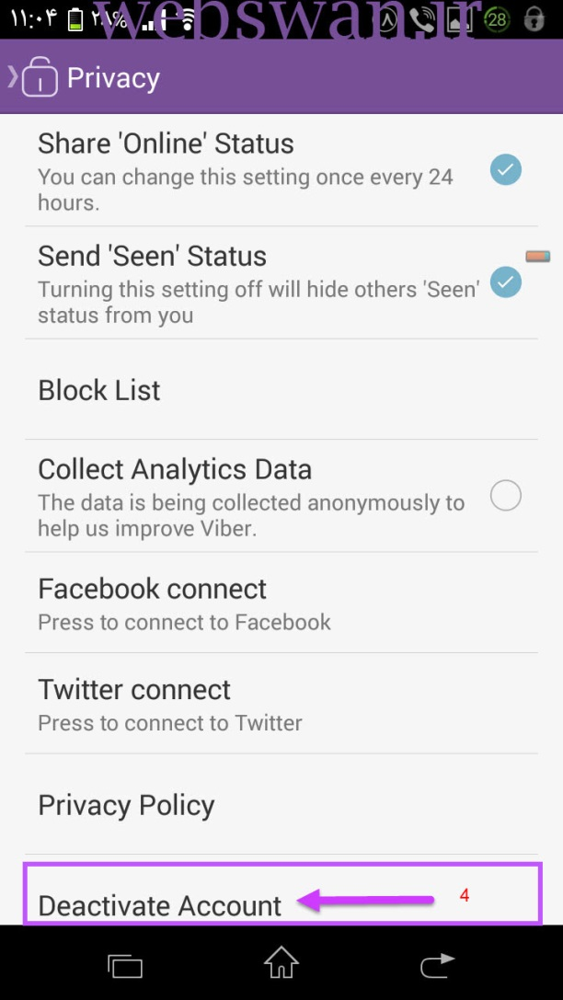 ۱۱:۰۴
webswan.ir
28
Privacy
Share 'Online' Status
You can change this setting once every 24
hours.
Send 'Seen' Status
Turning this setting off will hide others 'Seen'
status from you
Block List
Collect Analytics Data
The data is being collected anonymously to
help us improve Viber.
Facebook connect
Press to connect to Facebook
Twitter connect
Press to connect to Twitter
Privacy Policy
Deactivate Account
4